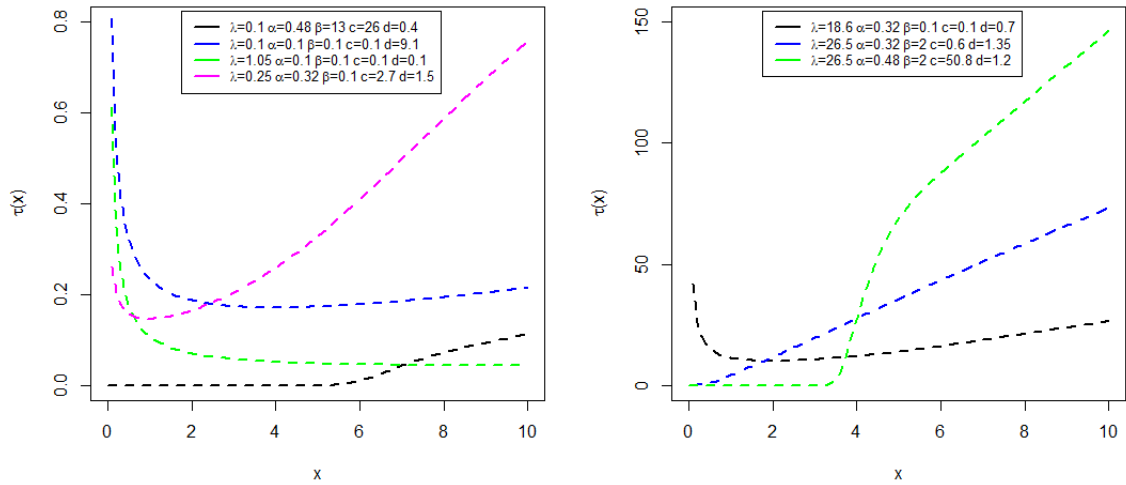 λ=0.1 α=0.48 β=13 c=26 d=0.4
λ=0.1 α=0.1 β=0.1 c=0.1 d=9.1
λ=1.05 α=0.1 β=0.1 c=0.1 d=0.1
λ=0.25 α=0.32 β=0.1 c=2.7 d=1.5
τ(x)
0.8
0.6
0.4
0.2
0.0
0 2 4 6 8 10
x
λ=18.6 α=0.32 β=0.1 c=0.1 d=0.7
λ=26.5 α=0.32 β=2 c=0.6 d=1.35
λ=26.5 α=0.48 β=2 c=50.8 d=1.2
τ(x)
150
100
50
0
0 2 4 6 8 10
x